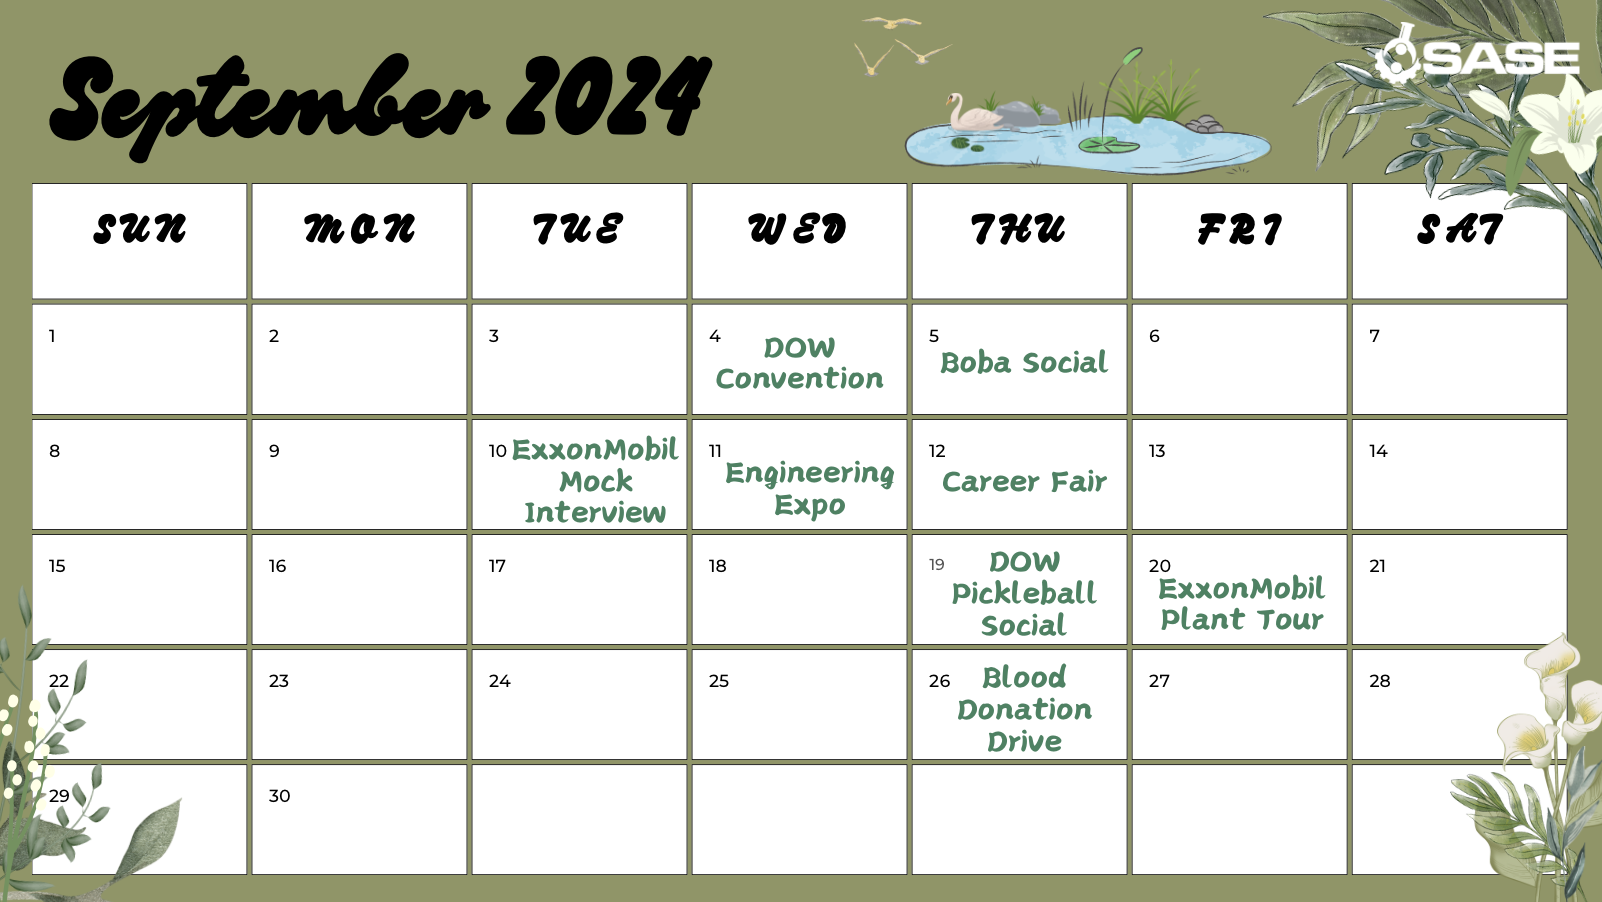 September 2024
SASE
SUN MON TUE WED THU FRI SAT
1 2 3 4 DOW Convention 5 Boba Social 6 7
8 9 10 ExxonMobil Mock Interview 11 Engineering Expo 12 Career Fair 13 14
15 16 17 18 19 DOW Pickleball Social 20 ExxonMobil Plant Tour 21
22 23 24 25 26 Blood Donation Drive 27 28
29 30